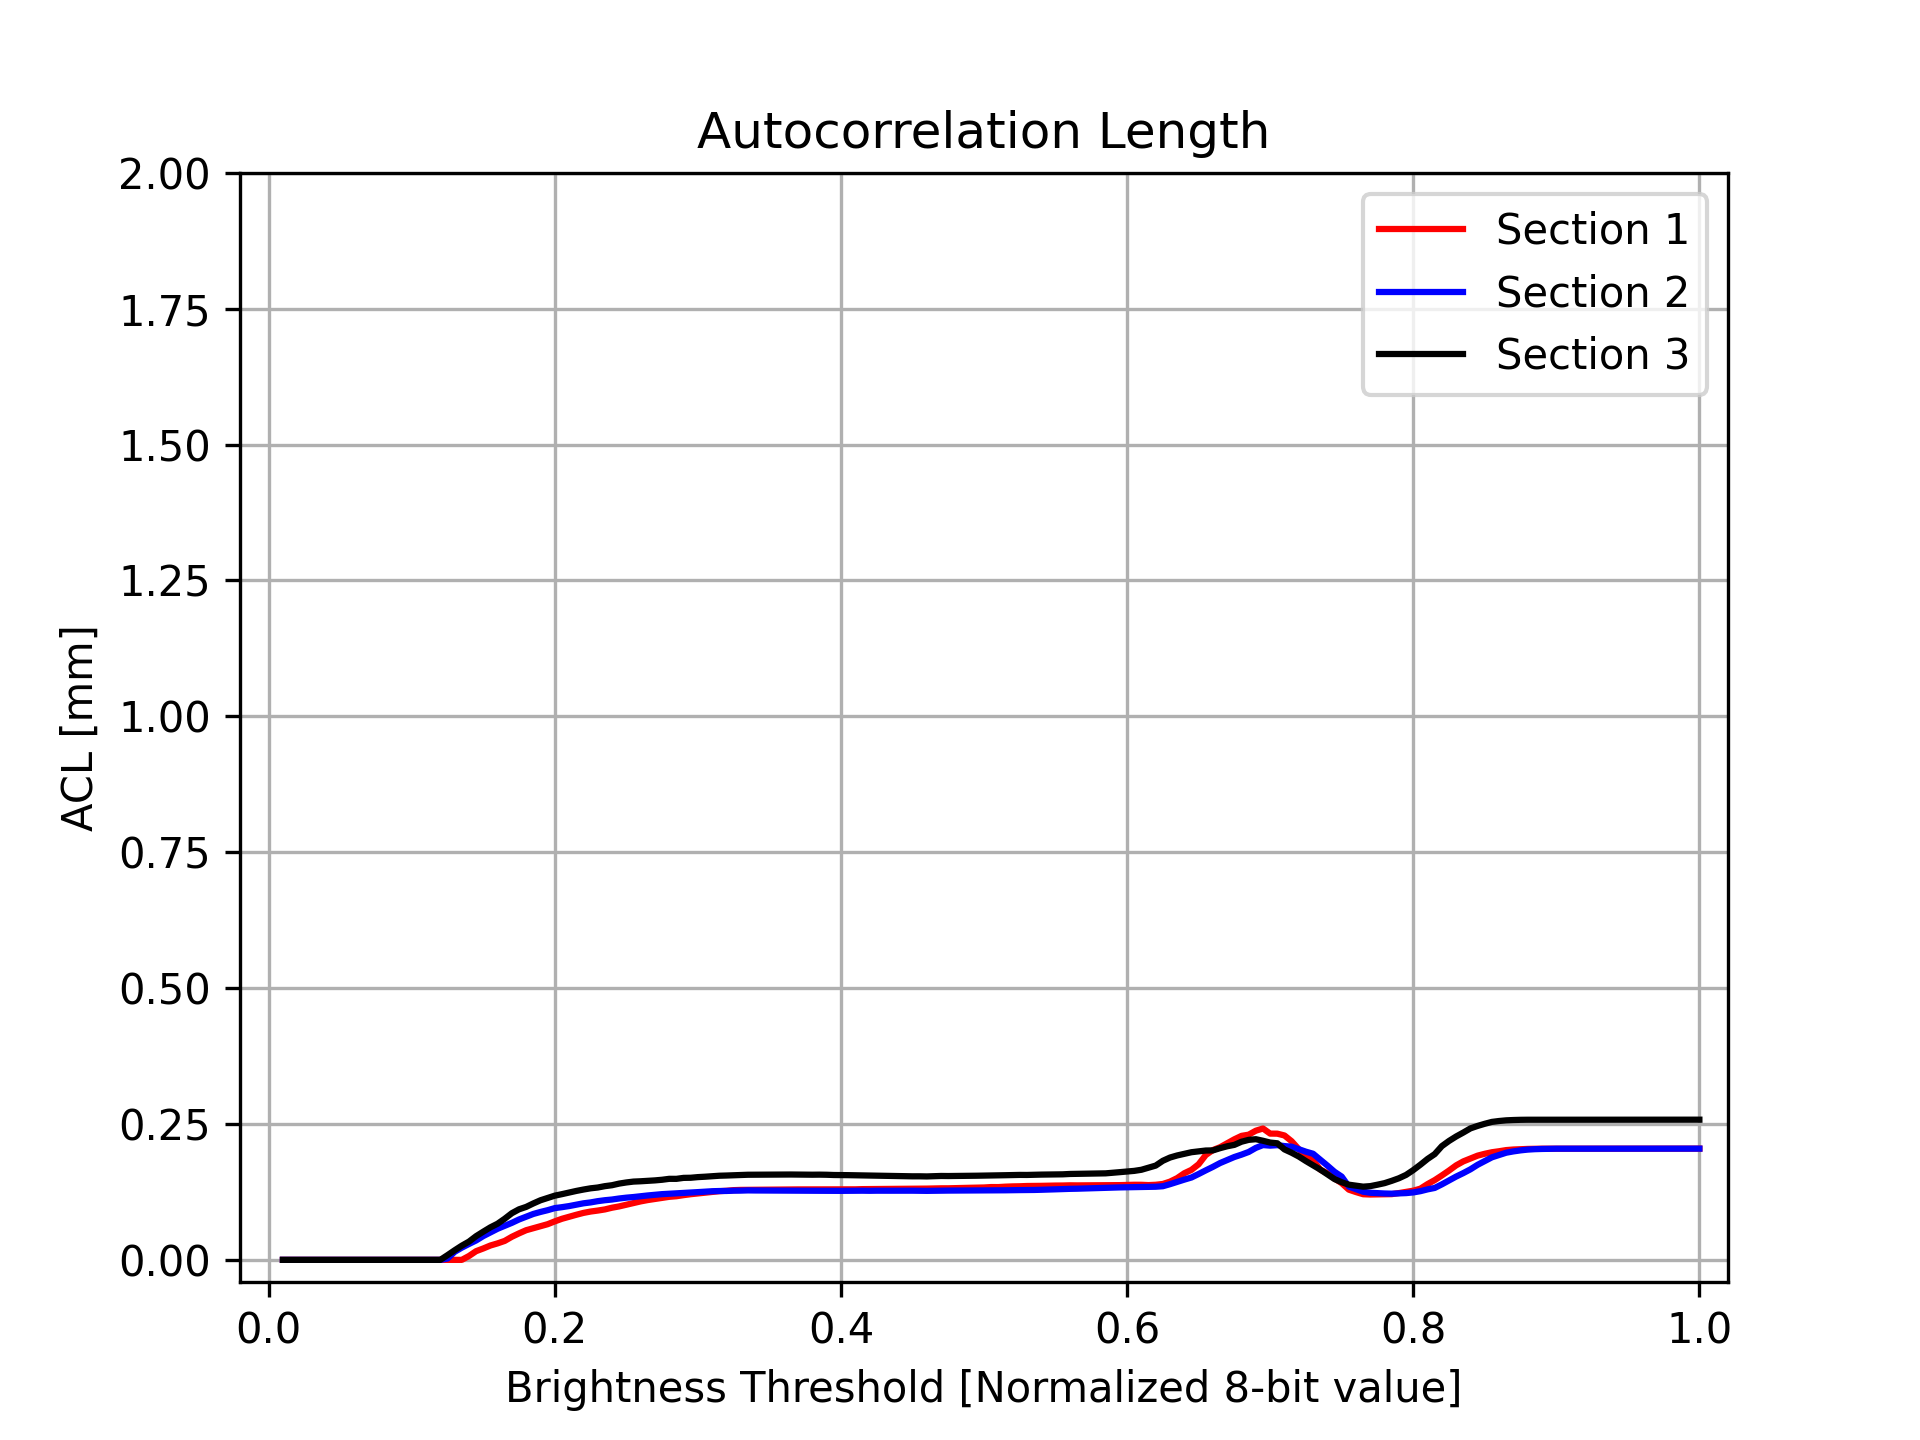 Autocorrelation Length
2.00
1.75
1.50
1.25
1.00
0.75
0.50
0.25
0.00
ACL [mm]
Section 1
Section 2
Section 3
0.0 0.2 0.4 0.6 0.8 1.0
Brightness Threshold [Normalized 8-bit value]